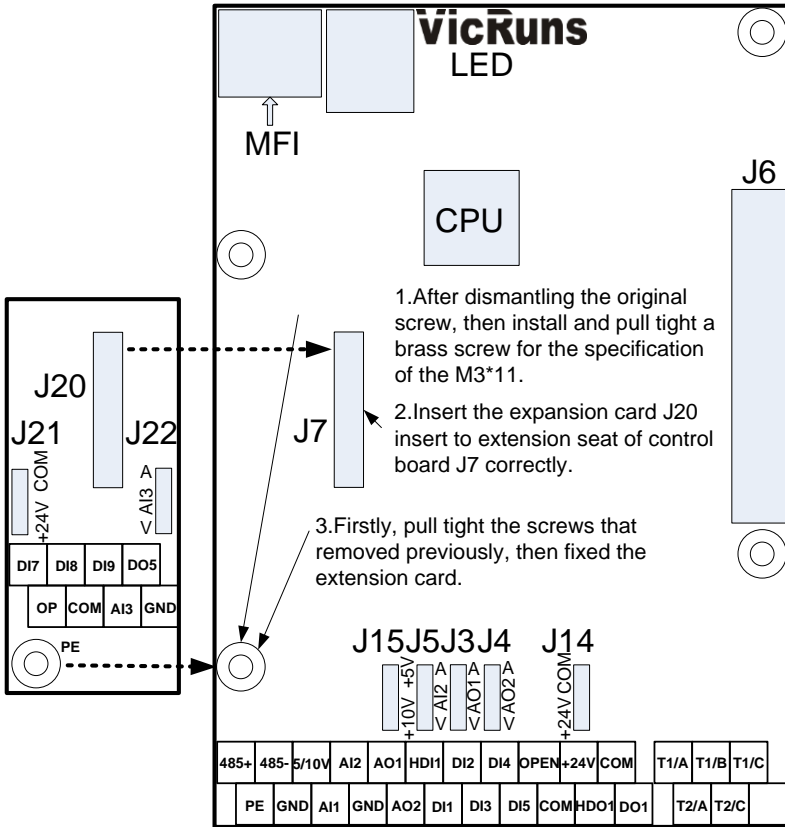 VicRuns
LED
MFI
J6
CPU
1.After dismantling the original
screw, then install and pull tight a
brass screw for the specification
of the M3*11.
J20
J7
2.Insert the expansion card J20
insert to extension seat of control
board J7 correctly.
J21
J22
+24V COM
V AI3 A
3.Firstly, pull tight the screws that
removed previously, then fixed the
extension card.
DI7 DI8 DI9 DO5
OP COM AI3 GND
PE
J15 J5 J3 J4 J14
+10V +5V
V AI2 A
V AO1 A
V AO2 A
+24V COM
485+ 485- 5/10V AI2 AO1 HDI1 DI2 DI4 OPEN +24V COM T1/A T1/B T1/C
PE GND AI1 GND AO2 DI1 DI3 DI5 COM HDO1 DO1 T2/A T2/C